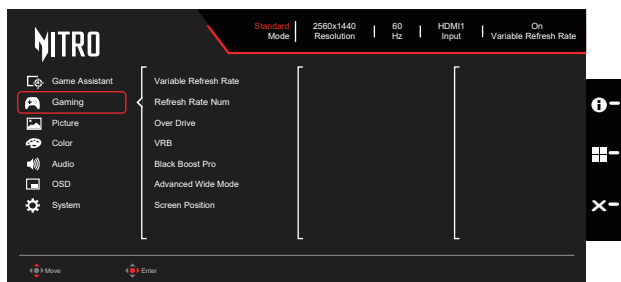 NITRO
Standard Mode
2560x1440 Resolution
60 Hz
HDMI1 Input
On Variable Refresh Rate
Game Assistant
Gaming
Picture
Color
Audio
OSD
System
Variable Refresh Rate
Refresh Rate Num
Over Drive
VRB
Black Boost Pro
Advanced Wide Mode
Screen Position
Move
Enter